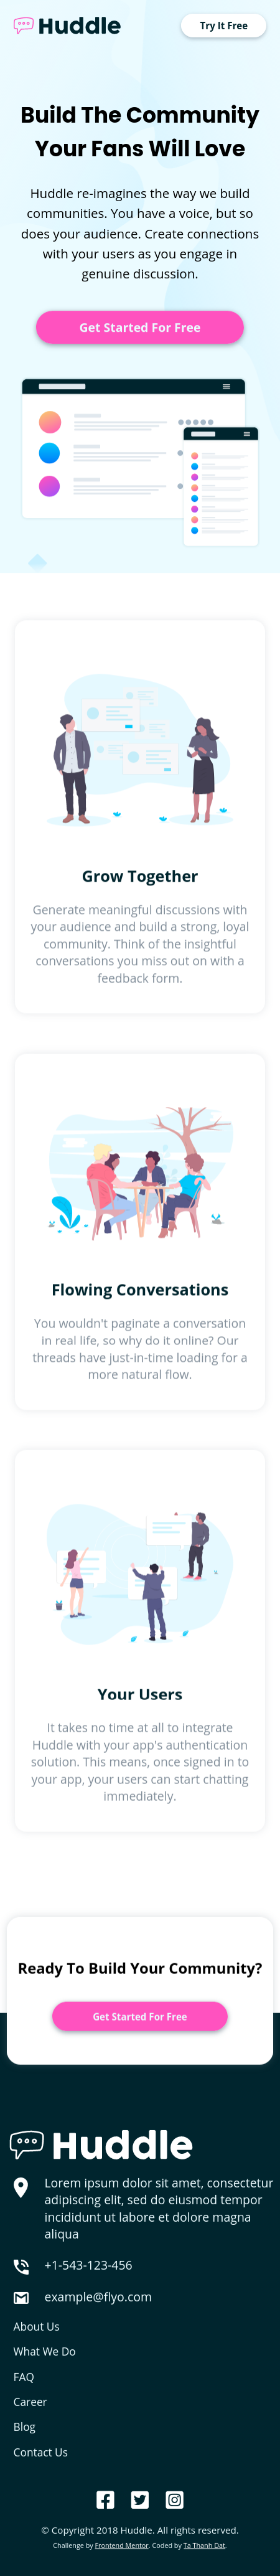 Huddle
Try It Free
Build The Community
Your Fans Will Love
Huddle re-imagines the way we build
communities. You have a voice, but so
does your audience. Create connections
with your users as you engage in
genuine discussion.
Get Started For Free
Grow Together
Generate meaningful discussions with
your audience and build a strong, loyal
community. Think of the insightful
conversations you miss out on with a
feedback form.
Flowing Conversations
You wouldn't paginate a conversation
in real life, so why do it online? Our
threads have just-in-time loading for a
more natural flow.
Your Users
It takes no time at all to integrate
Huddle with your app's authentication
solution. This means, once signed in to
your app, your users can start chatting
immediately.
Ready To Build Your Community?
Get Started For Free
Huddle
Lorem ipsum dolor sit amet, consectetur
adipiscing elit, sed do eiusmod tempor
incididunt ut labore et dolore magna
aliqua
+1-543-123-456
example@flyo.com
About Us
What We Do
FAQ
Career
Blog
Contact Us
© Copyright 2018 Huddle. All rights reserved.
Challenge by Frontend Mentor. Coded by Ta Thanh Dat.